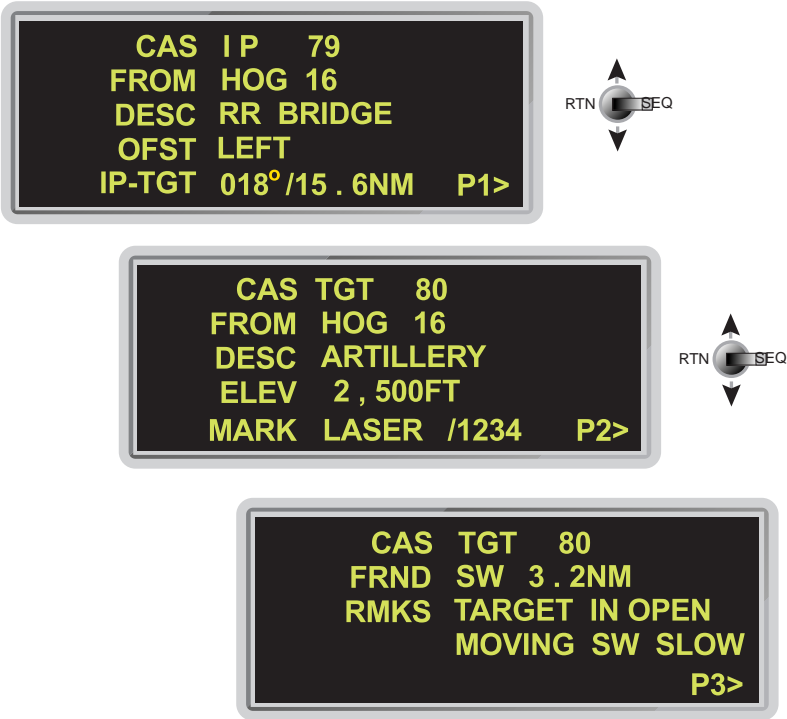 CAS IP 79
FROM HOG 16
DESC RR BRIDGE
OFST LEFT
IP-TGT 018°/15 . 6NM P1>
RTN SEQ
CAS TGT 80
FROM HOG 16
DESC ARTILLERY
ELEV 2 , 500FT
MARK LASER /1234 P2>
RTN SEQ
CAS TGT 80
FRND SW 3 . 2NM
RMKS TARGET IN OPEN
MOVING SW SLOW
P3>